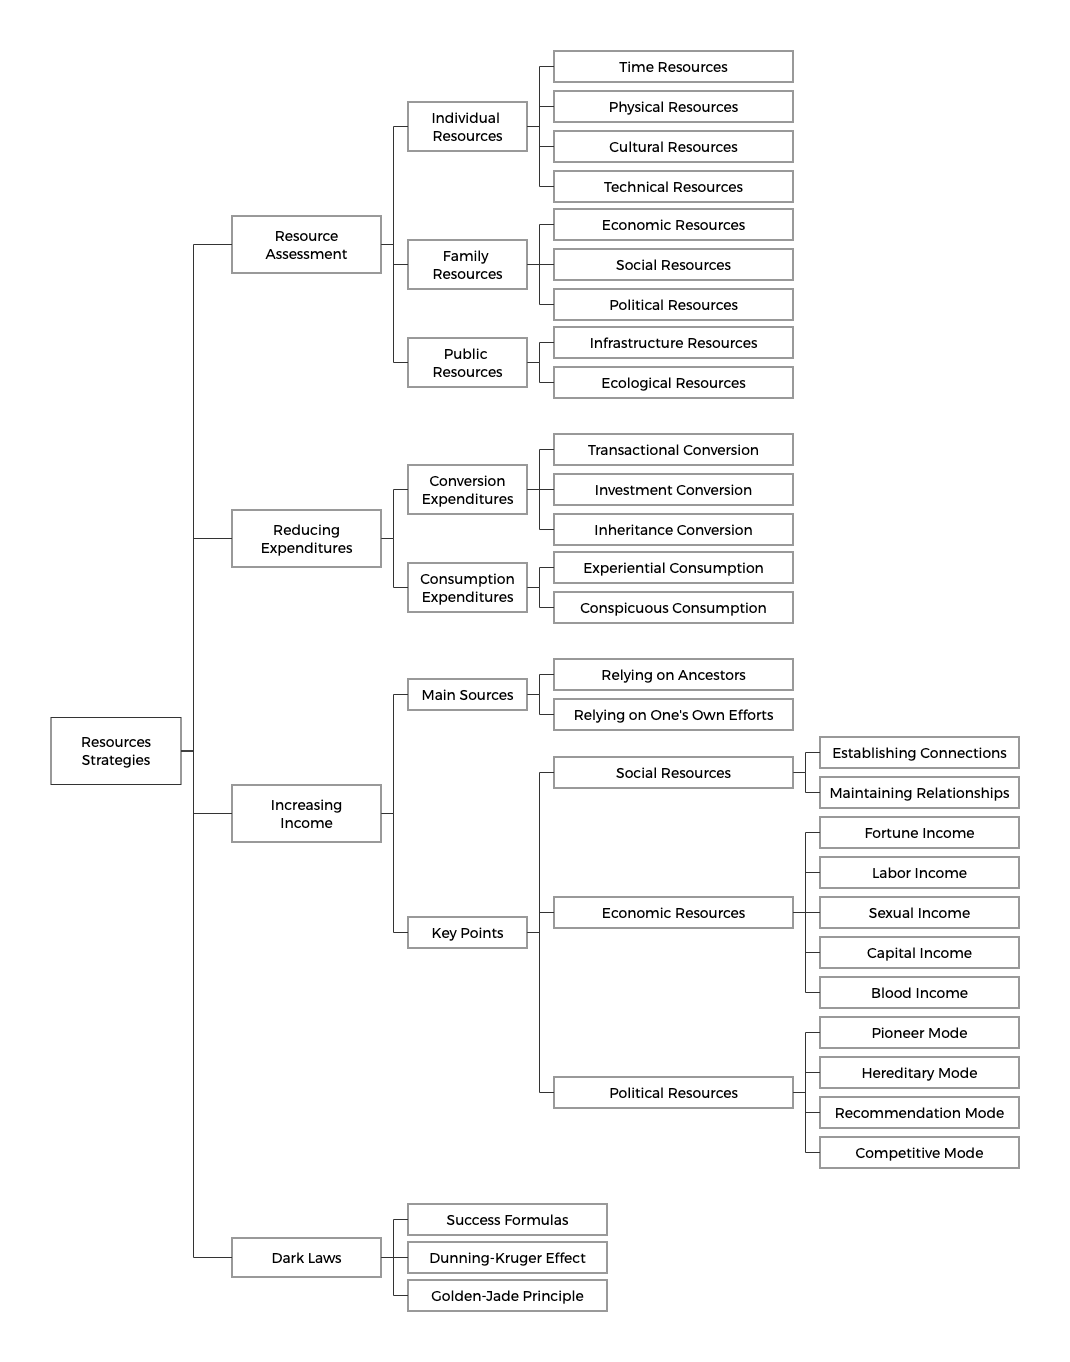 Resources
Strategies
Resource
Assessment
Individual
Resources
Time Resources
Physical Resources
Cultural Resources
Technical Resources
Family
Resources
Economic Resources
Social Resources
Political Resources
Public
Resources
Infrastructure Resources
Ecological Resources
Reducing
Expenditures
Conversion
Expenditures
Transactional Conversion
Investment Conversion
Inheritance Conversion
Consumption
Expenditures
Experiential Consumption
Conspicuous Consumption
Increasing
Income
Main Sources
Relying on Ancestors
Relying on One's Own Efforts
Key Points
Social Resources
Establishing Connections
Maintaining Relationships
Economic Resources
Fortune Income
Labor Income
Sexual Income
Capital Income
Blood Income
Political Resources
Pioneer Mode
Hereditary Mode
Recommendation Mode
Competitive Mode
Dark Laws
Success Formulas
Dunning-Kruger Effect
Golden-Jade Principle